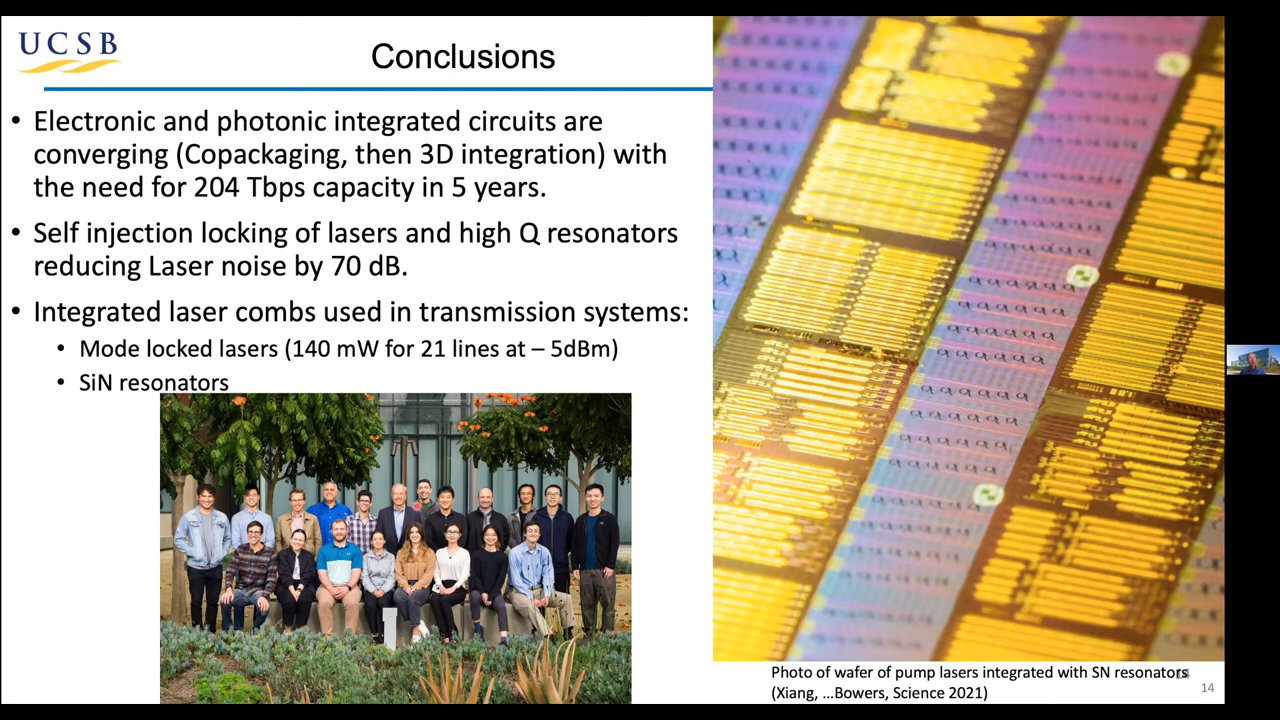 UCSB
Conclusions
• Electronic and photonic integrated circuits are
converging (Copackaging, then 3D integration) with
the need for 204 Tbps capacity in 5 years.
• Self injection locking of lasers and high Q resonators
reducing Laser noise by 70 dB.
• Integrated laser combs used in transmission systems:
• Mode locked lasers (140 mW for 21 lines at – 5dBm)
• SiN resonators
Photo of wafer of pump lasers integrated with SN resonators
(Xiang, ...Bowers, Science 2021)
14
14